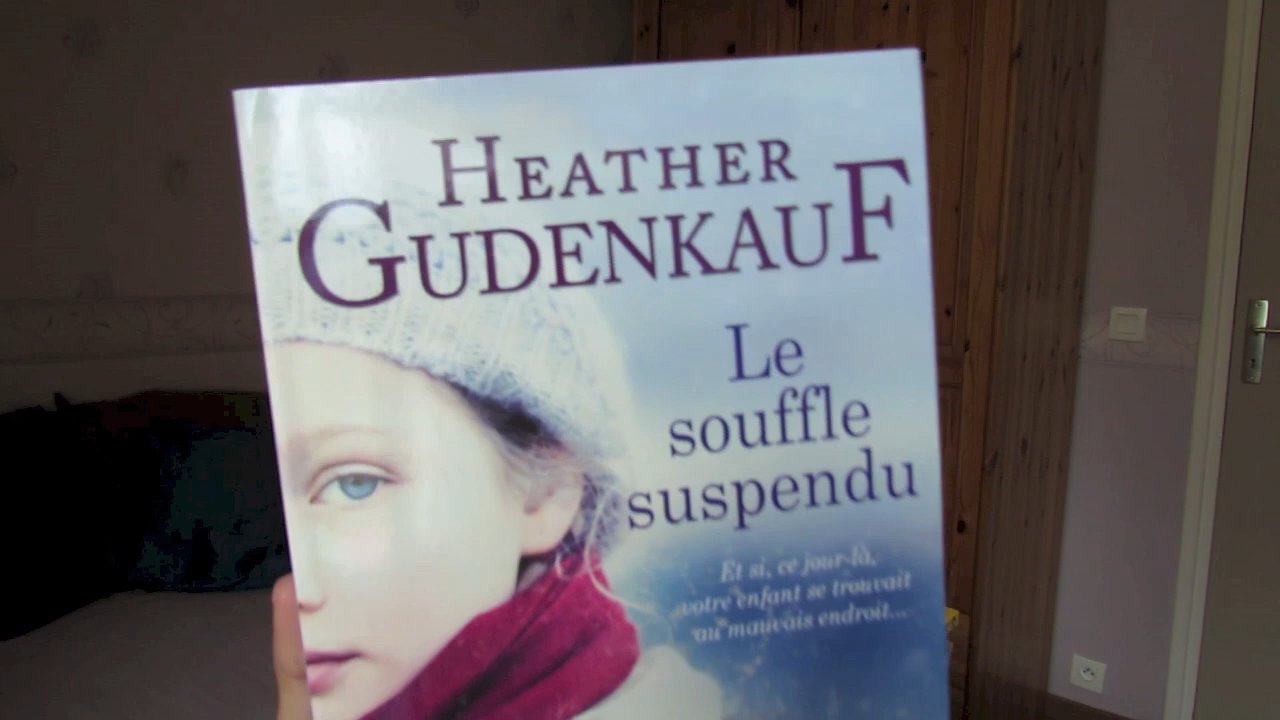 HEATHER
GUDENKAUF
Le
souffle
suspendu
Et si, ce jour-là,
votre enfant se trouvait
au mauvais endroit...